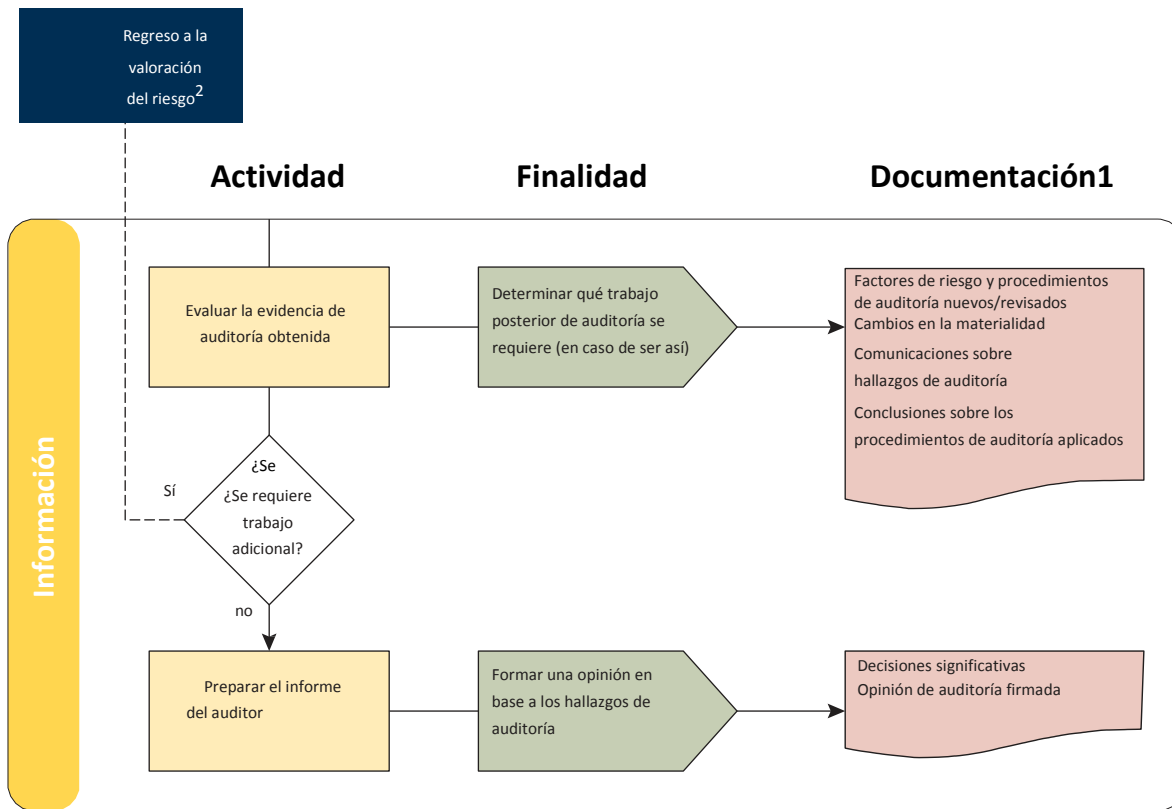 Regreso a la
valoración
del riesgo2
Actividad
Finalidad
Documentación1
Información
Evaluar la evidencia de
auditoría obtenida
Determinar qué trabajo
posterior de auditoría se
requiere (en caso de ser así)
Factores de riesgo y procedimientos
de auditoría nuevos/revisados
Cambios en la materialidad
Comunicaciones sobre
hallazgos de auditoría
Conclusiones sobre los
procedimientos de auditoría aplicados
Sí
¿Se
¿Se requiere
trabajo
adicional?
no
Preparar el informe
del auditor
Formar una opinión en
base a los hallazgos de
auditoría
Decisiones significativas
Opinión de auditoría firmada